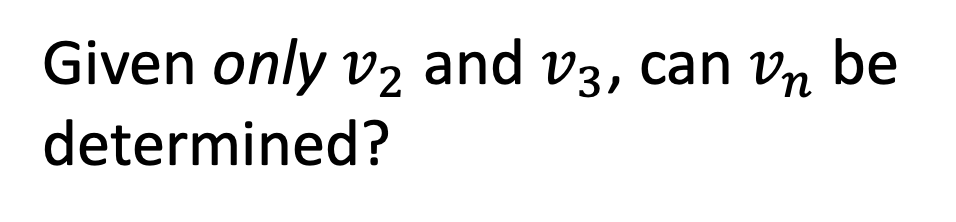 Given only v₂ and v₃, can vₙ be
determined?